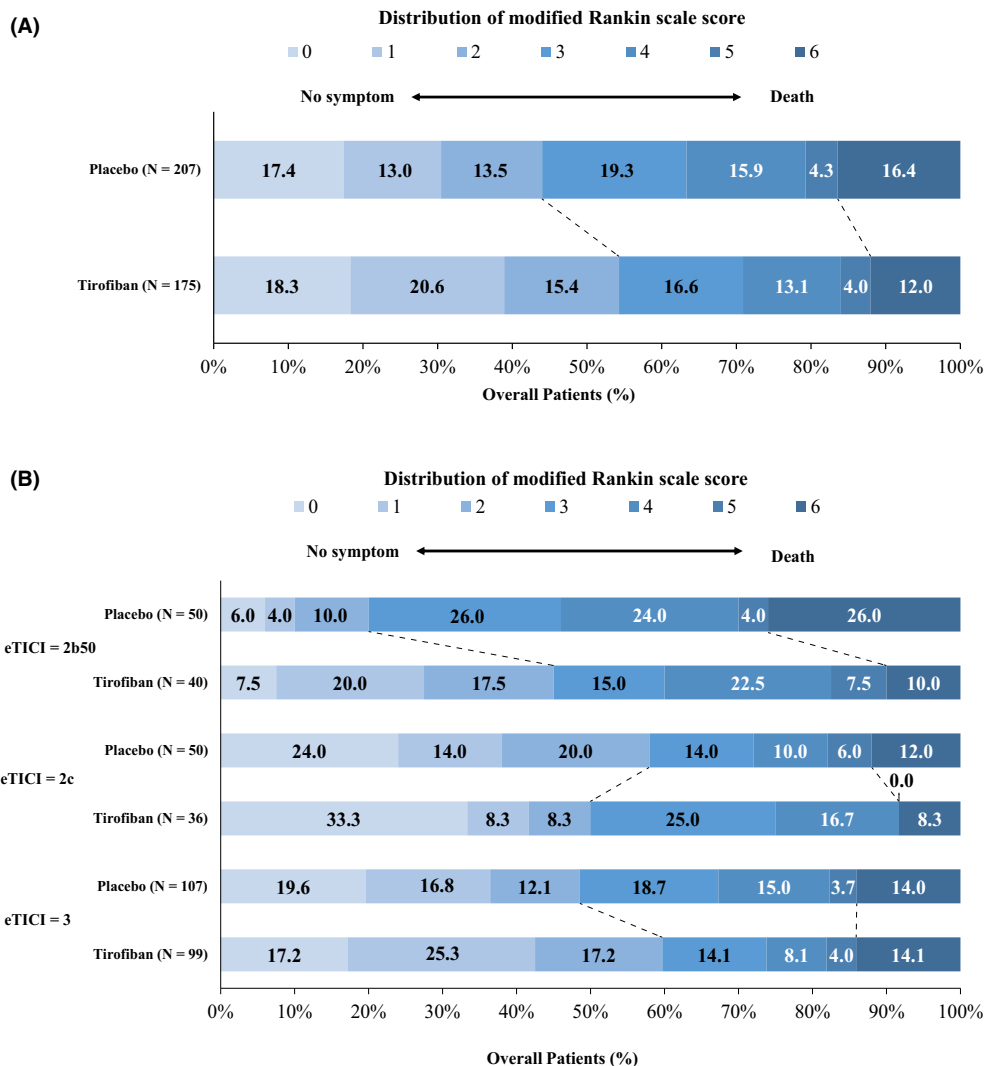 (A)
Distribution of modified Rankin scale score
0 1 2 3 4 5 6
No symptom Death
Placebo (N = 207) 17.4 13.0 13.5 19.3 15.9 4.3 16.4
Tirofiban (N = 175) 18.3 20.6 15.4 16.6 13.1 4.0 12.0
0% 10% 20% 30% 40% 50% 60% 70% 80% 90% 100%
Overall Patients (%)
(B)
Distribution of modified Rankin scale score
0 1 2 3 4 5 6
No symptom Death
Placebo (N = 50) 6.0 4.0 10.0 26.0 24.0 4.0 26.0
eTICI = 2b50
Tirofiban (N = 40) 7.5 20.0 17.5 15.0 22.5 7.5 10.0
Placebo (N = 50) 24.0 14.0 20.0 14.0 10.0 6.0 12.0
eTICI = 2c 0.0
Tirofiban (N = 36) 33.3 8.3 8.3 25.0 16.7 8.3
Placebo (N = 107) 19.6 16.8 12.1 18.7 15.0 3.7 14.0
eTICI = 3
Tirofiban (N = 99) 17.2 25.3 17.2 14.1 8.1 4.0 14.1
0% 10% 20% 30% 40% 50% 60% 70% 80% 90% 100%
Overall Patients (%)